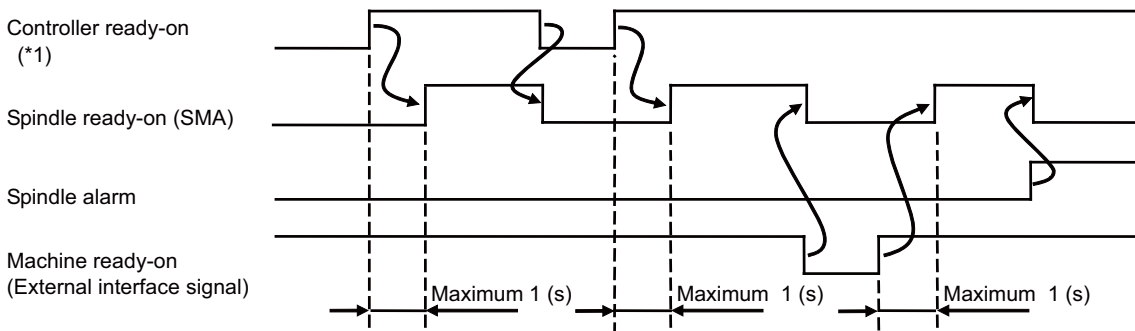 Controller ready-on
(*1)
Spindle ready-on (SMA)
Spindle alarm
Machine ready-on
(External interface signal)
Maximum 1 (s)
Maximum 1 (s)
Maximum 1 (s)